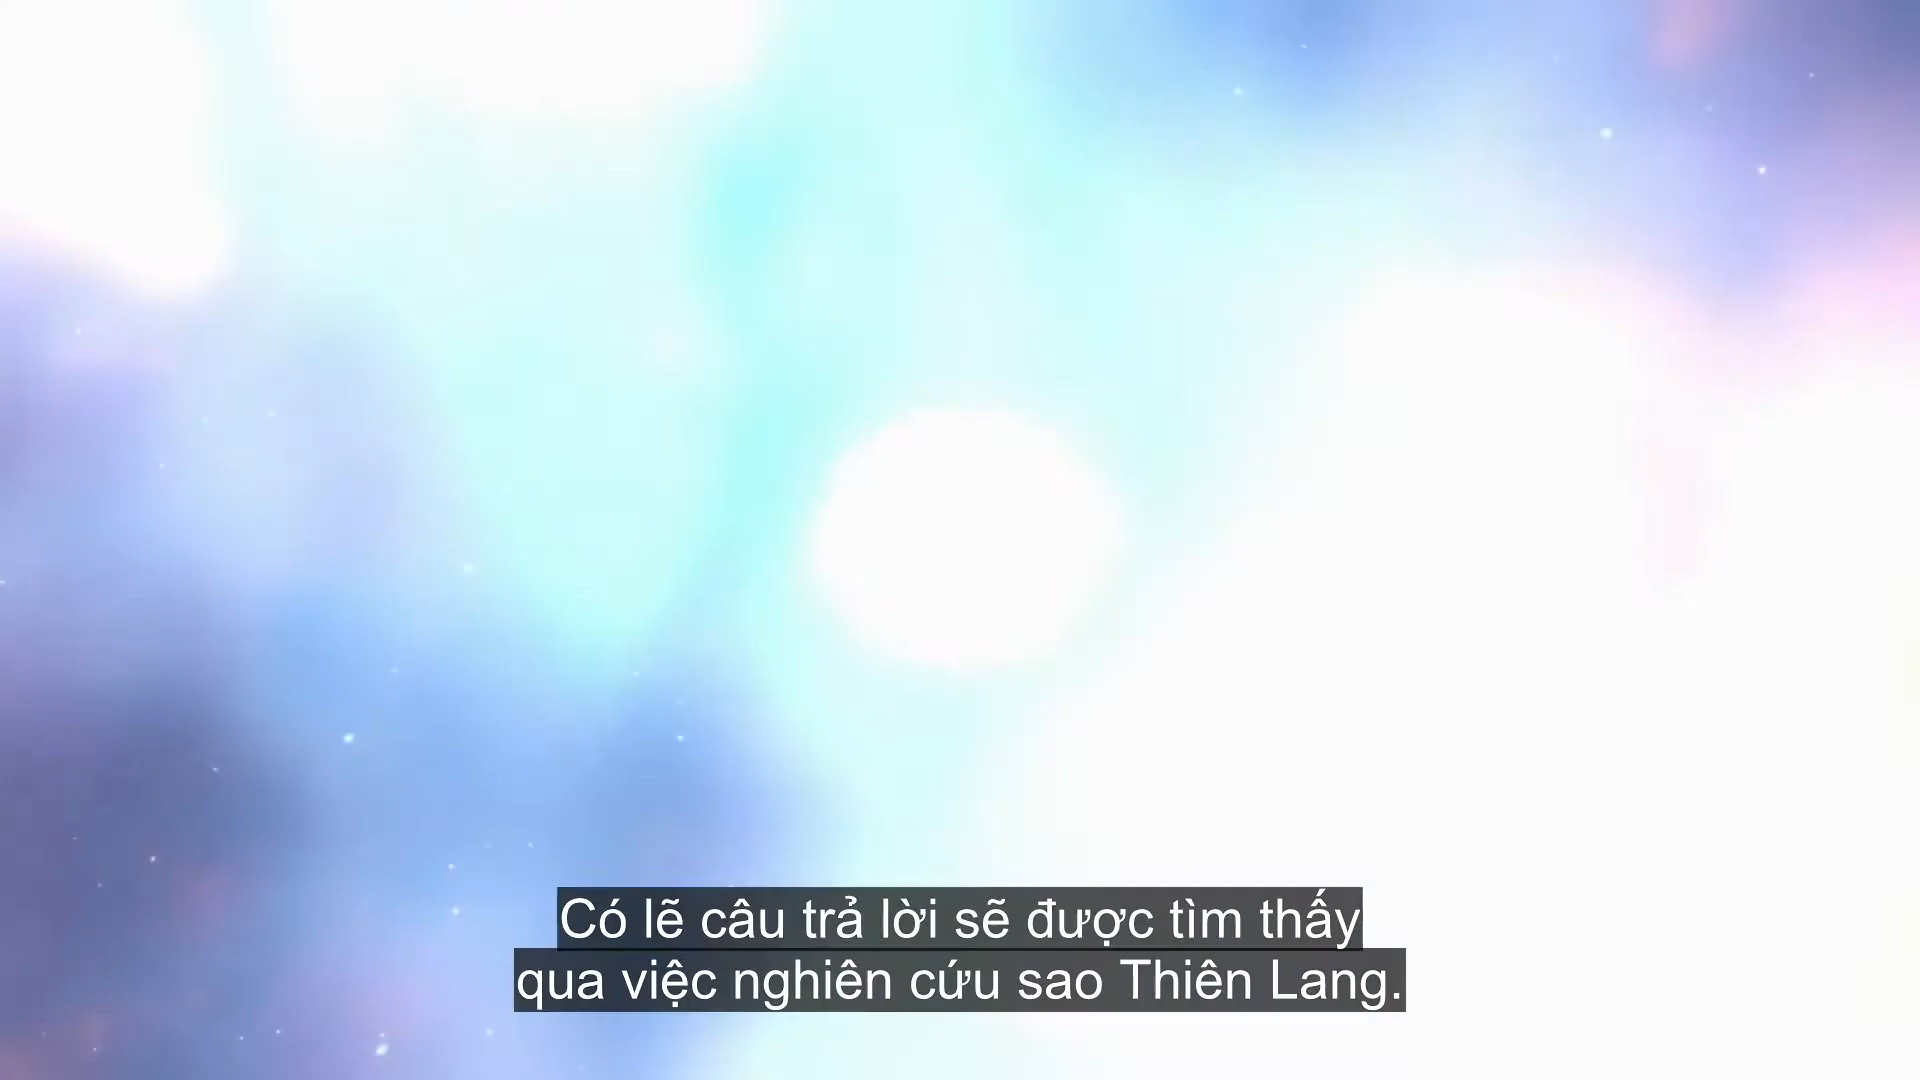 Có lẽ câu trả lời sẽ được tìm thấy
qua việc nghiên cứu sao Thiên Lang.